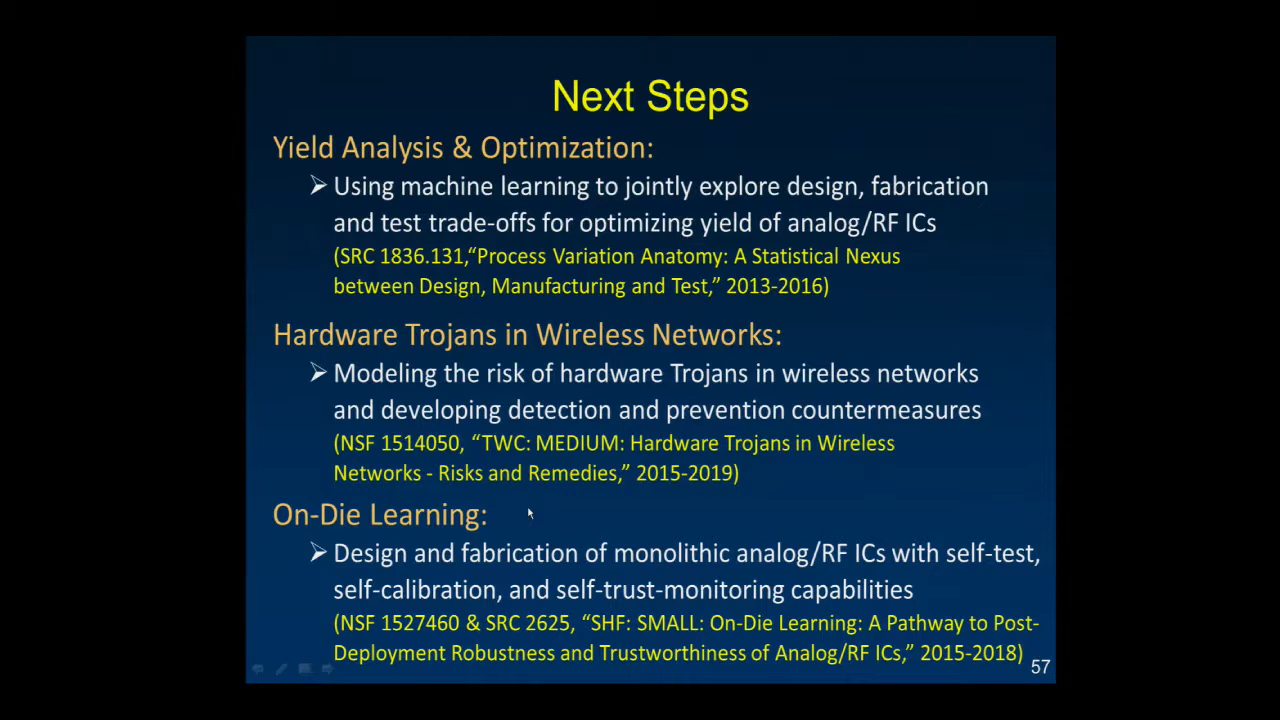 Next Steps
Yield Analysis & Optimization:
Using machine learning to jointly explore design, fabrication
and test trade-offs for optimizing yield of analog/RF ICs
(SRC 1836.131,“Process Variation Anatomy: A Statistical Nexus
between Design, Manufacturing and Test,” 2013-2016)
Hardware Trojans in Wireless Networks:
Modeling the risk of hardware Trojans in wireless networks
and developing detection and prevention countermeasures
(NSF 1514050, “TWC: MEDIUM: Hardware Trojans in Wireless
Networks - Risks and Remedies,” 2015-2019)
On-Die Learning:
Design and fabrication of monolithic analog/RF ICs with self-test,
self-calibration, and self-trust-monitoring capabilities
(NSF 1527460 & SRC 2625, “SHF: SMALL: On-Die Learning: A Pathway to Post-
Deployment Robustness and Trustworthiness of Analog/RF ICs,” 2015-2018)
57